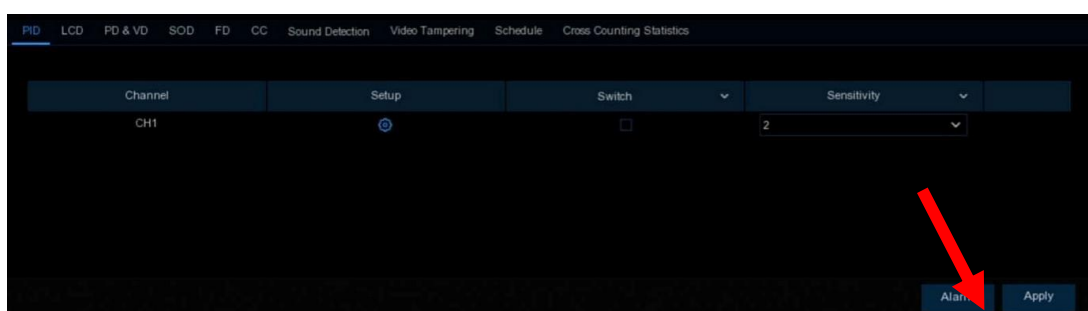 PID LCD PD & VD SOD FD CC Sound Detection Video Tampering Schedule Cross Counting Statistics
Channel Setup Switch Sensitivity
CH1 2
Apply